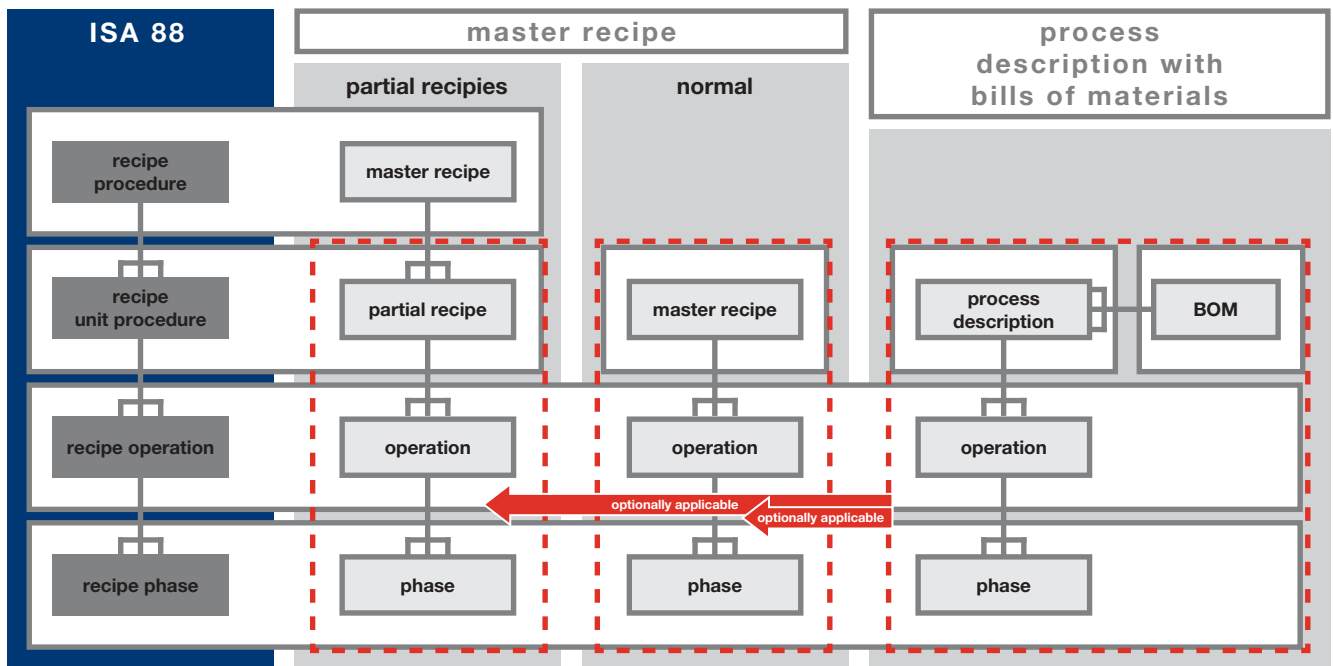 ISA 88
master recipe
process
description with
bills of materials
partial recipies
normal
recipe
procedure
master recipe
recipe
unit procedure
partial recipe
master recipe
process
description
BOM
recipe operation
operation
operation
operation
optionally applicable
optionally applicable
recipe phase
phase
phase
phase